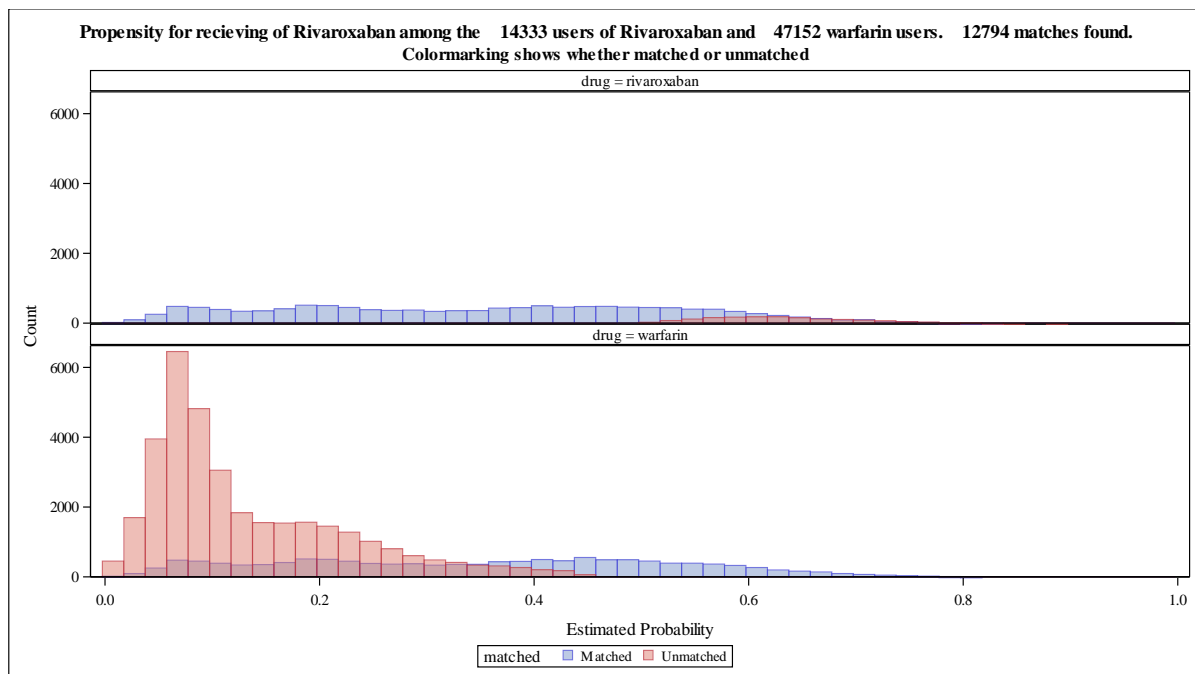 Propensity for recieving of Rivaroxaban among the 14333 users of Rivaroxaban and 47152 warfarin users. 12794 matches found.
Colormarking shows whether matched or unmatched
drug = rivaroxaban
6000
4000
2000
0
Count
drug = warfarin
6000
4000
2000
0
0.0 0.2 0.4 0.6 0.8 1.0
Estimated Probability
matched Matched Unmatched